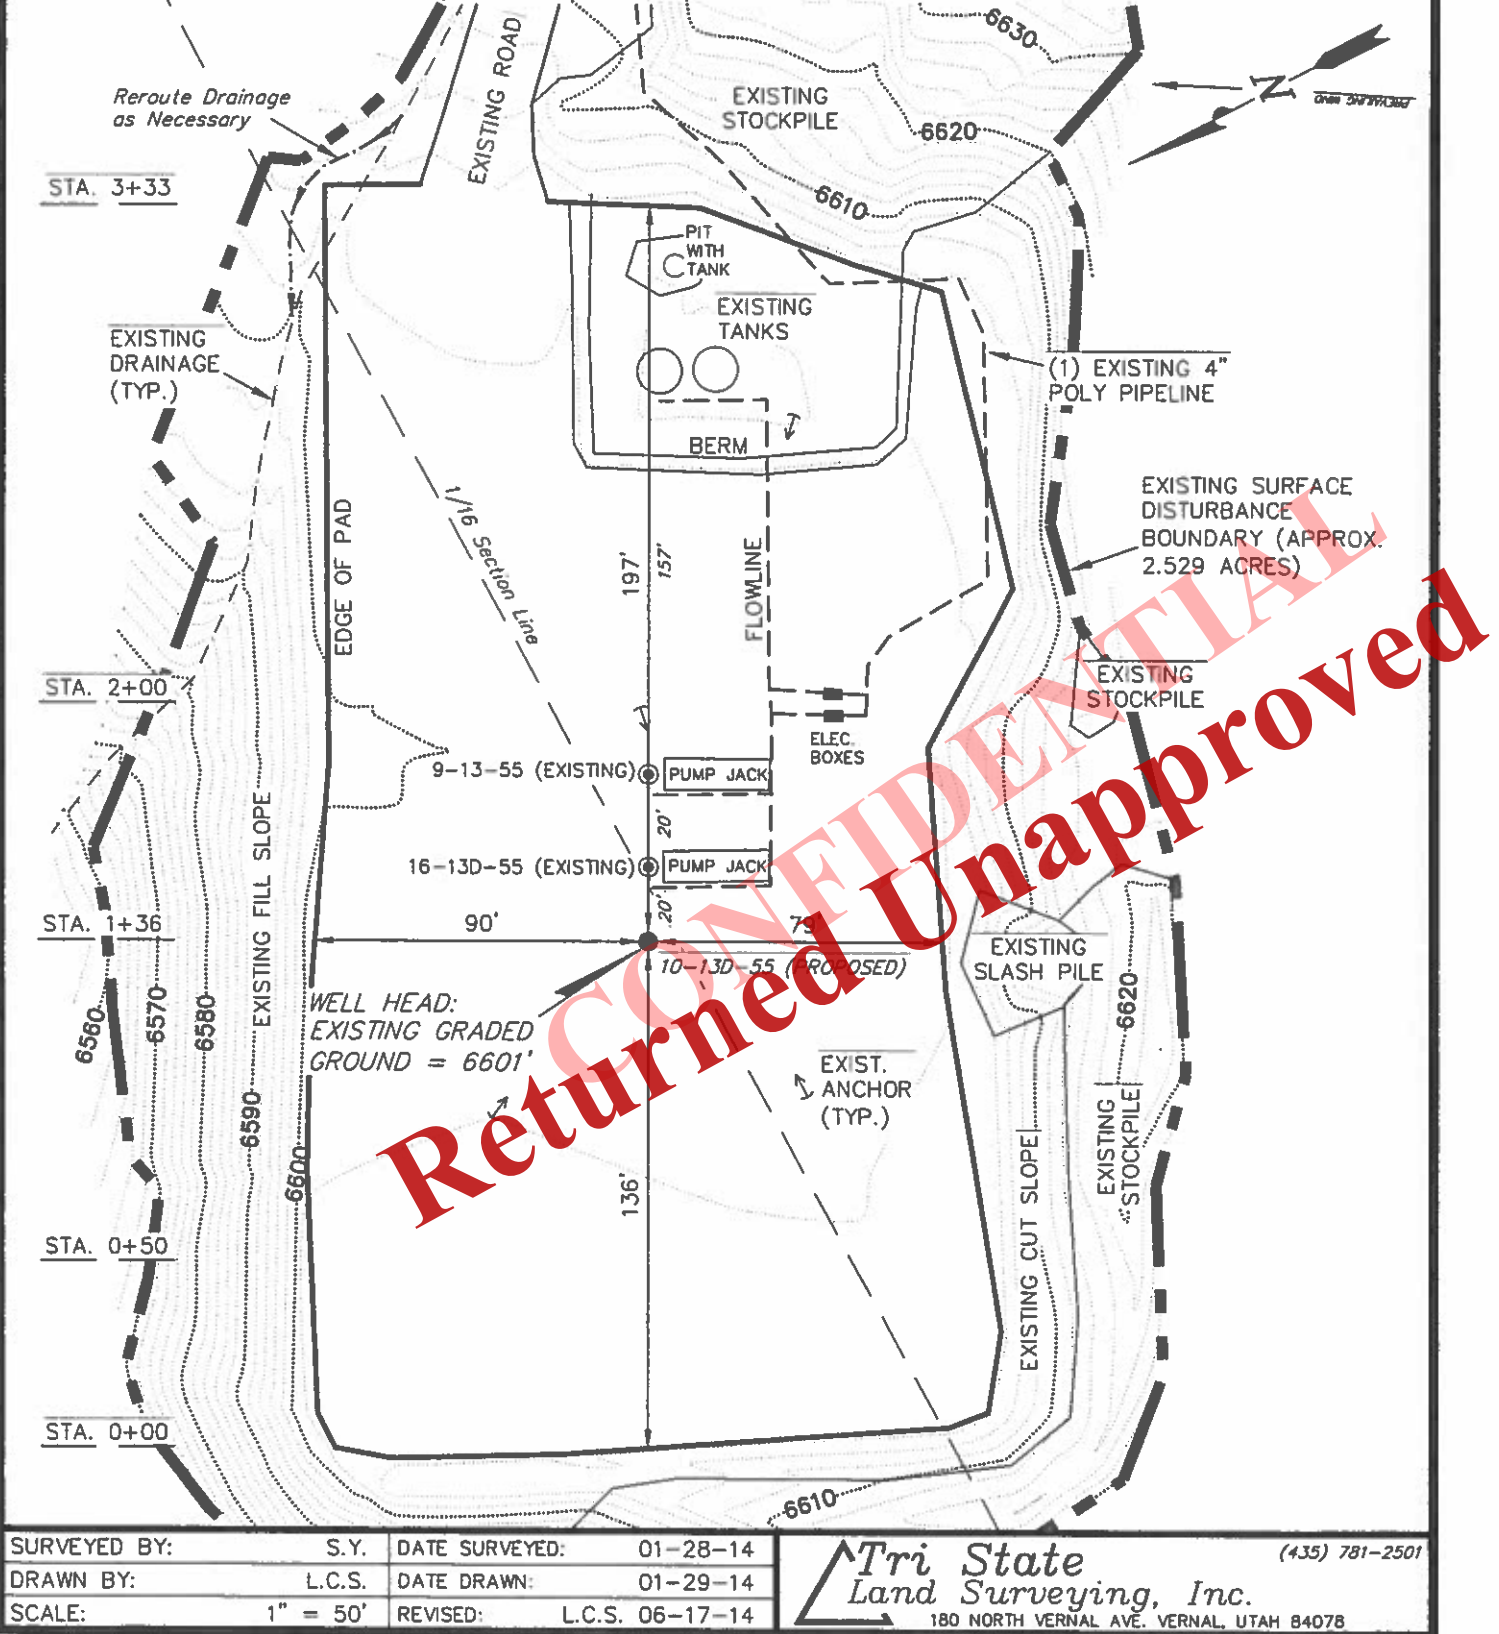 6630
Reroute Drainage
as Necessary
EXISTING ROAD
EXISTING
STOCKPILE
6620
N
PREVAILING WIND
STA. 3+33
6610
PIT
WITH
TANK
EXISTING
TANKS
EXISTING
DRAINAGE
(TYP.)
(1) EXISTING 4"
POLY PIPELINE
BERM
1/16 Section Line
EDGE OF PAD
197'
157'
FLOWLINE
EXISTING SURFACE
DISTURBANCE
BOUNDARY (APPROX.
2.529 ACRES)
STA. 2+00
EXISTING
STOCKPILE
ELEC.
BOXES
9-13-55 (EXISTING)
PUMP JACK
20'
16-13D-55 (EXISTING)
PUMP JACK
20'
EXISTING FILL SLOPE
STA. 1+36
90'
79'
10-13D-55 (PROPOSED)
EXISTING
SLASH PILE
WELL HEAD:
EXISTING GRADED
GROUND = 6601'
6560
6570
6580
6590
6600
6620
EXIST.
ANCHOR
(TYP.)
EXISTING
STOCKPILE
EXISTING CUT SLOPE
136'
STA. 0+50
STA. 0+00
6610
CONFIDENTIAL
Returned Unapproved
SURVEYED BY: S.Y. DATE SURVEYED: 01-28-14
DRAWN BY: L.C.S. DATE DRAWN: 01-29-14
SCALE: 1" = 50' REVISED: L.C.S. 06-17-14
Tri State (435) 781-2501
Land Surveying, Inc.
180 NORTH VERNAL AVE. VERNAL, UTAH 84078